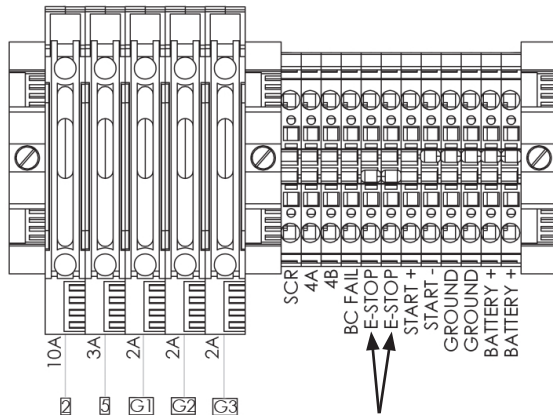 10A
3A
2A
2A
2A
2
5
G1
G2
G3
SCR
4A
4B
BC FAIL
E-STOP
E-STOP
START +
START -
GROUND
GROUND
BATTERY +
BATTERY +